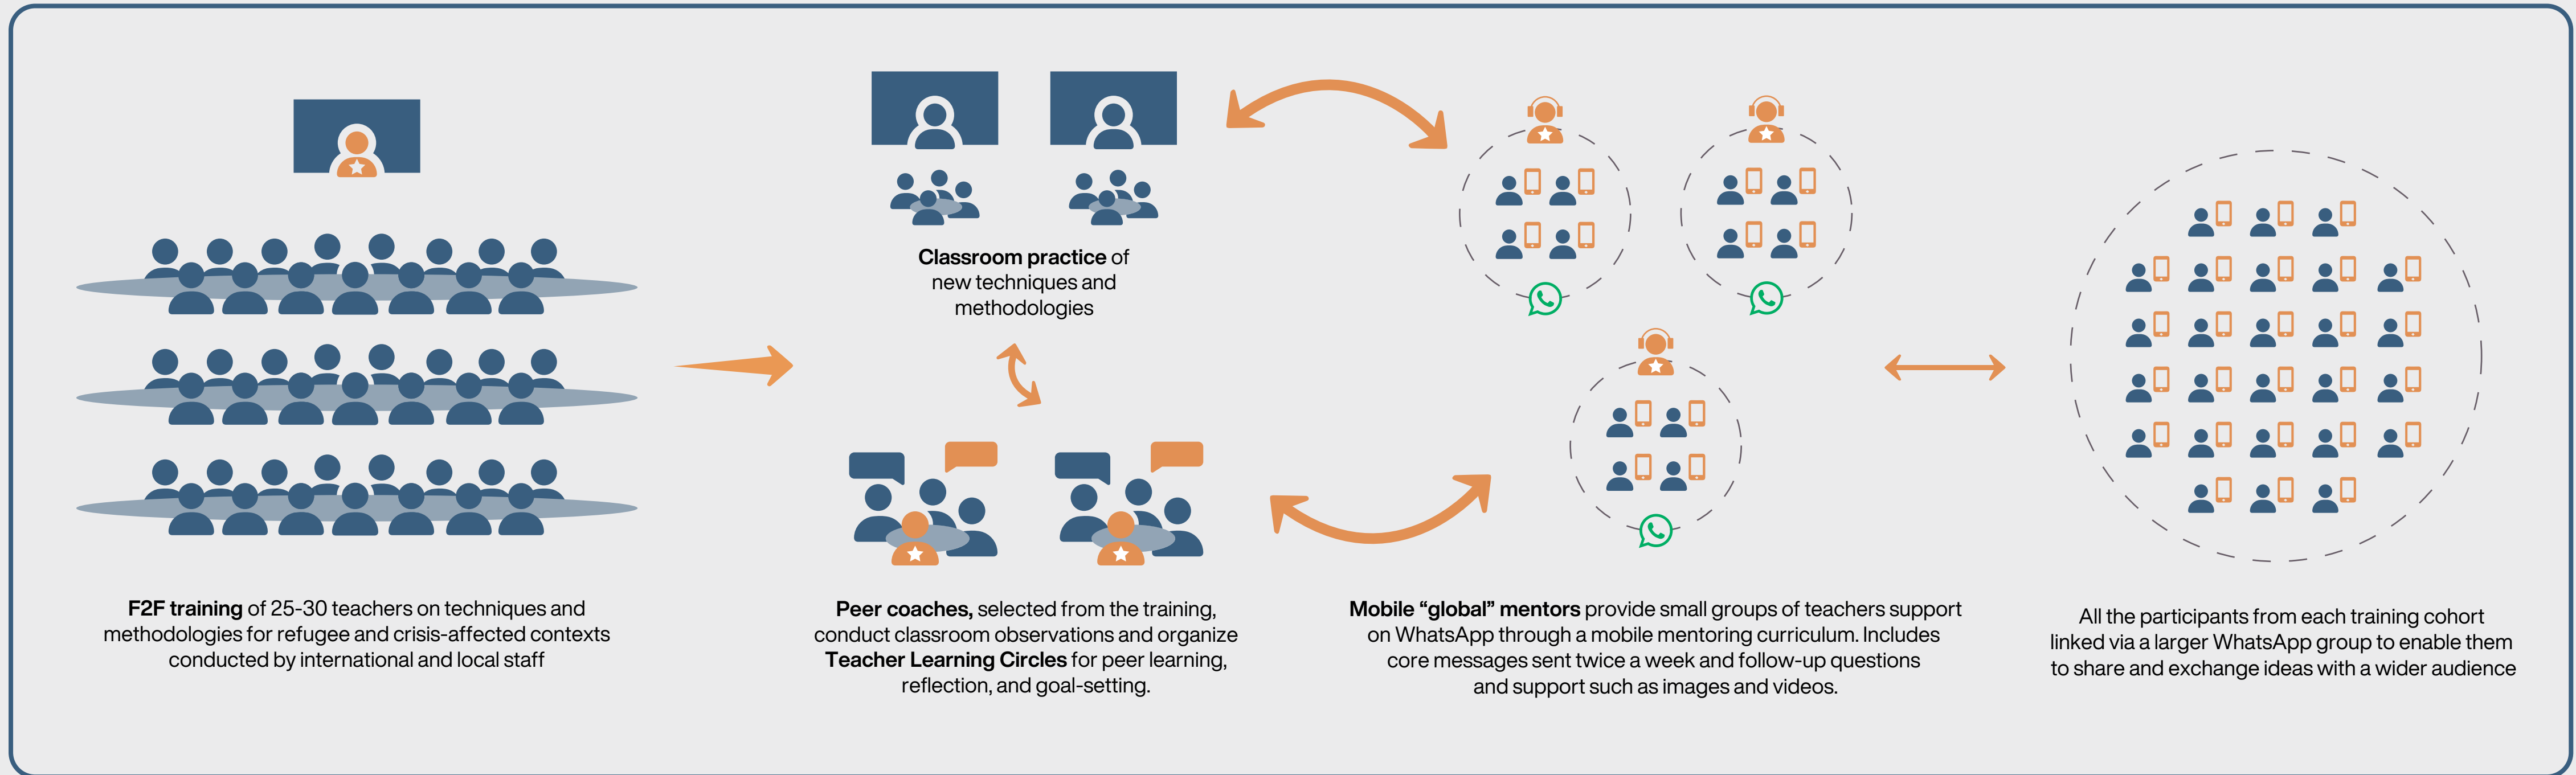 F2F training of 25-30 teachers on techniques and
methodologies for refugee and crisis-affected contexts
conducted by international and local staff
Classroom practice of
new techniques and
methodologies
Peer coaches, selected from the training,
conduct classroom observations and organize
Teacher Learning Circles for peer learning,
reflection, and goal-setting.
Mobile “global” mentors provide small groups of teachers support
on WhatsApp through a mobile mentoring curriculum. Includes
core messages sent twice a week and follow-up questions
and support such as images and videos.
All the participants from each training cohort
linked via a larger WhatsApp group to enable them
to share and exchange ideas with a wider audience